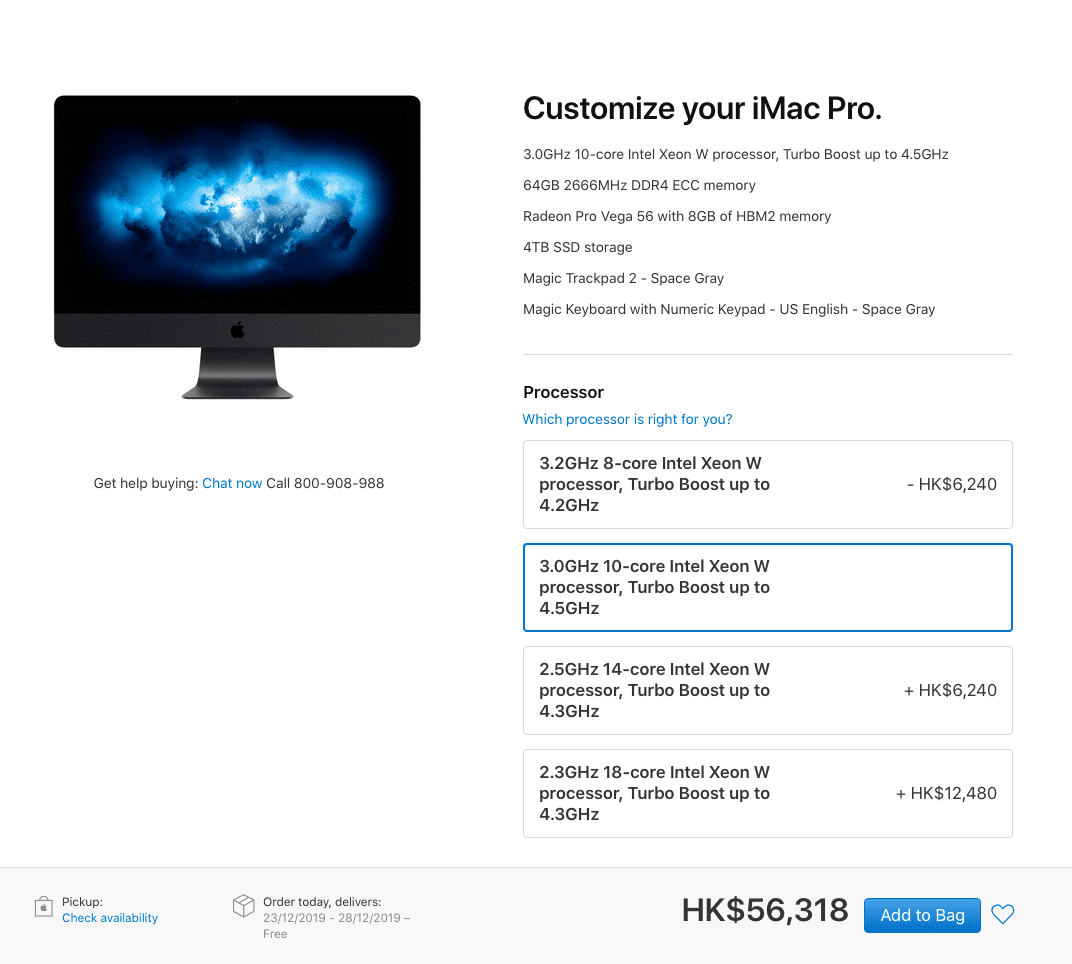 Customize your iMac Pro.
3.0GHz 10-core Intel Xeon W processor, Turbo Boost up to 4.5GHz
64GB 2666MHz DDR4 ECC memory
Radeon Pro Vega 56 with 8GB of HBM2 memory
4TB SSD storage
Magic Trackpad 2 - Space Gray
Magic Keyboard with Numeric Keypad - US English - Space Gray
Get help buying: Chat now Call 800-908-988
Processor
Which processor is right for you?
3.2GHz 8-core Intel Xeon W
processor, Turbo Boost up to
4.2GHz
- HK$6,240
3.0GHz 10-core Intel Xeon W
processor, Turbo Boost up to
4.5GHz
2.5GHz 14-core Intel Xeon W
processor, Turbo Boost up to
4.3GHz
+ HK$6,240
2.3GHz 18-core Intel Xeon W
processor, Turbo Boost up to
4.3GHz
+ HK$12,480
Pickup:
Check availability
Order today, delivers:
23/12/2019 - 28/12/2019 –
Free
HK$56,318
Add to Bag